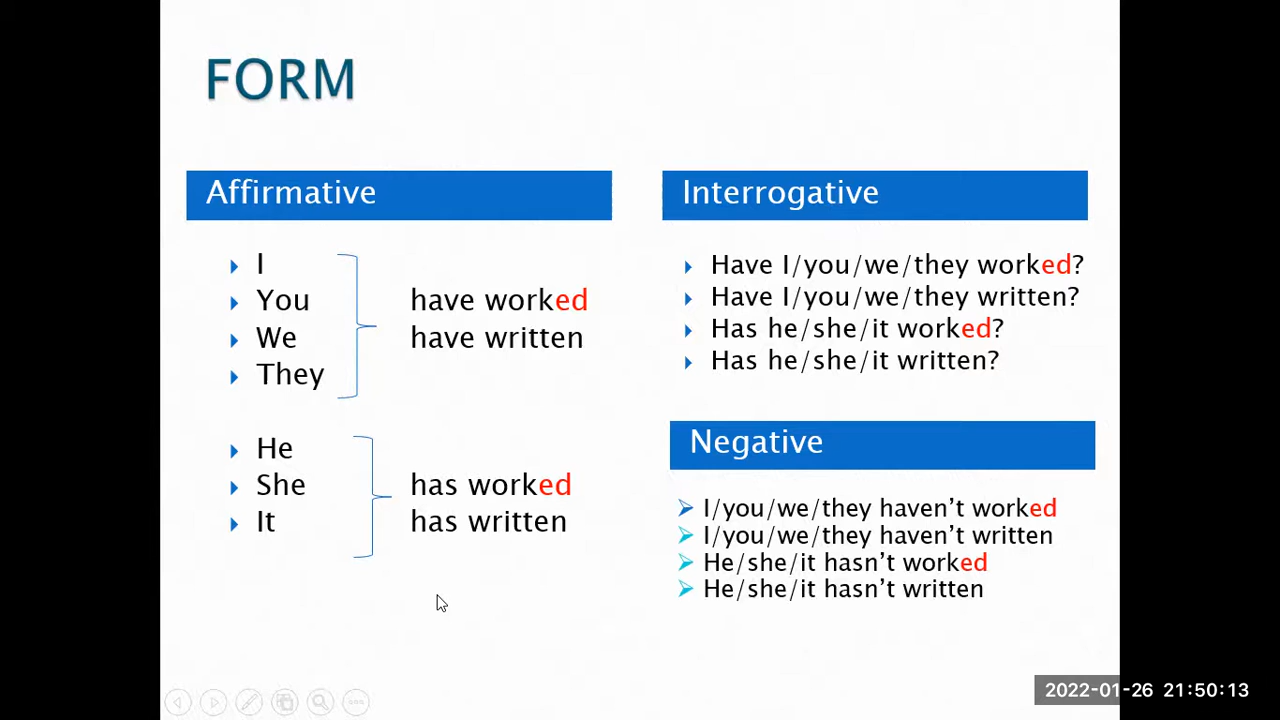 FORM
Affirmative
I
You
We
They
have worked
have written
He
She
It
has worked
has written
Interrogative
Have I/you/we/they worked?
Have I/you/we/they written?
Has he/she/it worked?
Has he/she/it written?
Negative
I/you/we/they haven’t worked
I/you/we/they haven’t written
He/she/it hasn’t worked
He/she/it hasn’t written
2022-01-26 21:50:13